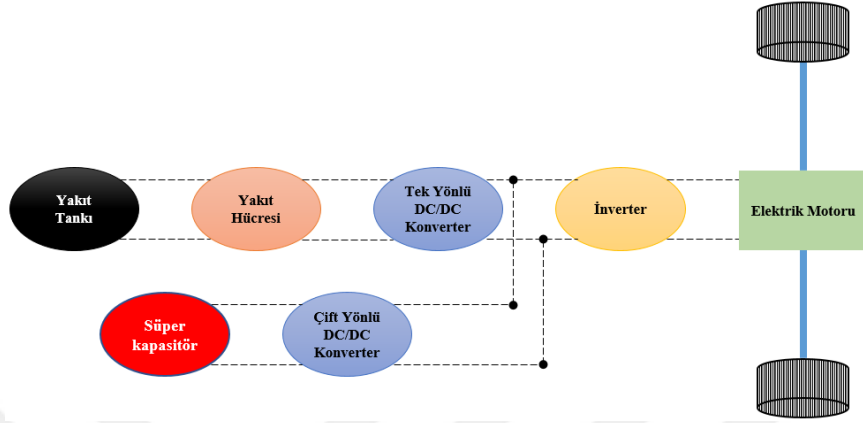 Yakıt
Tankı
Yakıt
Hücresi
Tek Yönlü
DC/DC
Konverter
İnverter
Elektrik Motoru
Süper
kapasitör
Çift Yönlü
DC/DC
Konverter